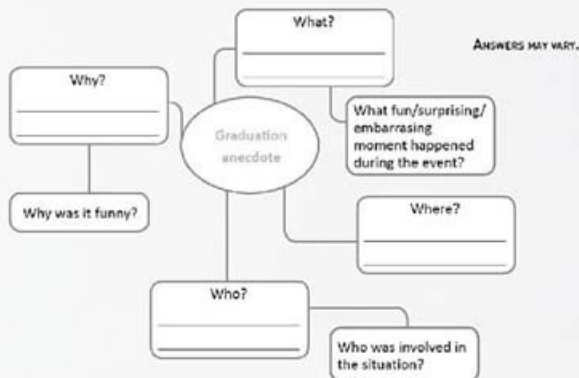 What?
ANSWERS MAY VARY.
Why?
What fun/surprising/
embarrasing
moment happened
during the event?
Graduation
anecdote
Why was it funny?
Where?
Who?
Who was involved in
the situation?